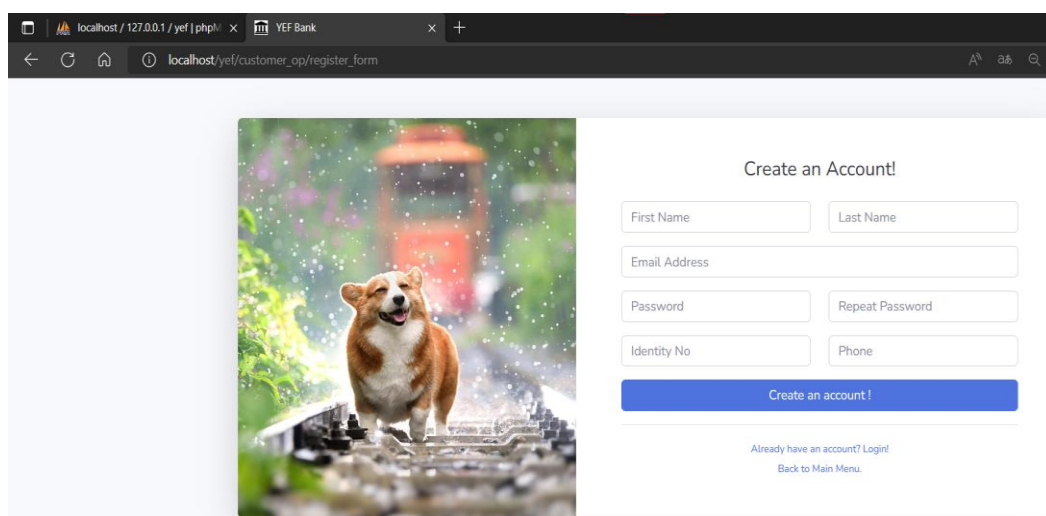 localhost / 127.0.0.1 / yef | phpM
YEF Bank
localhost/yef/customer_op/register_form
Create an Account!
First Name
Last Name
Email Address
Password
Repeat Password
Identity No
Phone
Create an account !
Already have an account? Login!
Back to Main Menu.